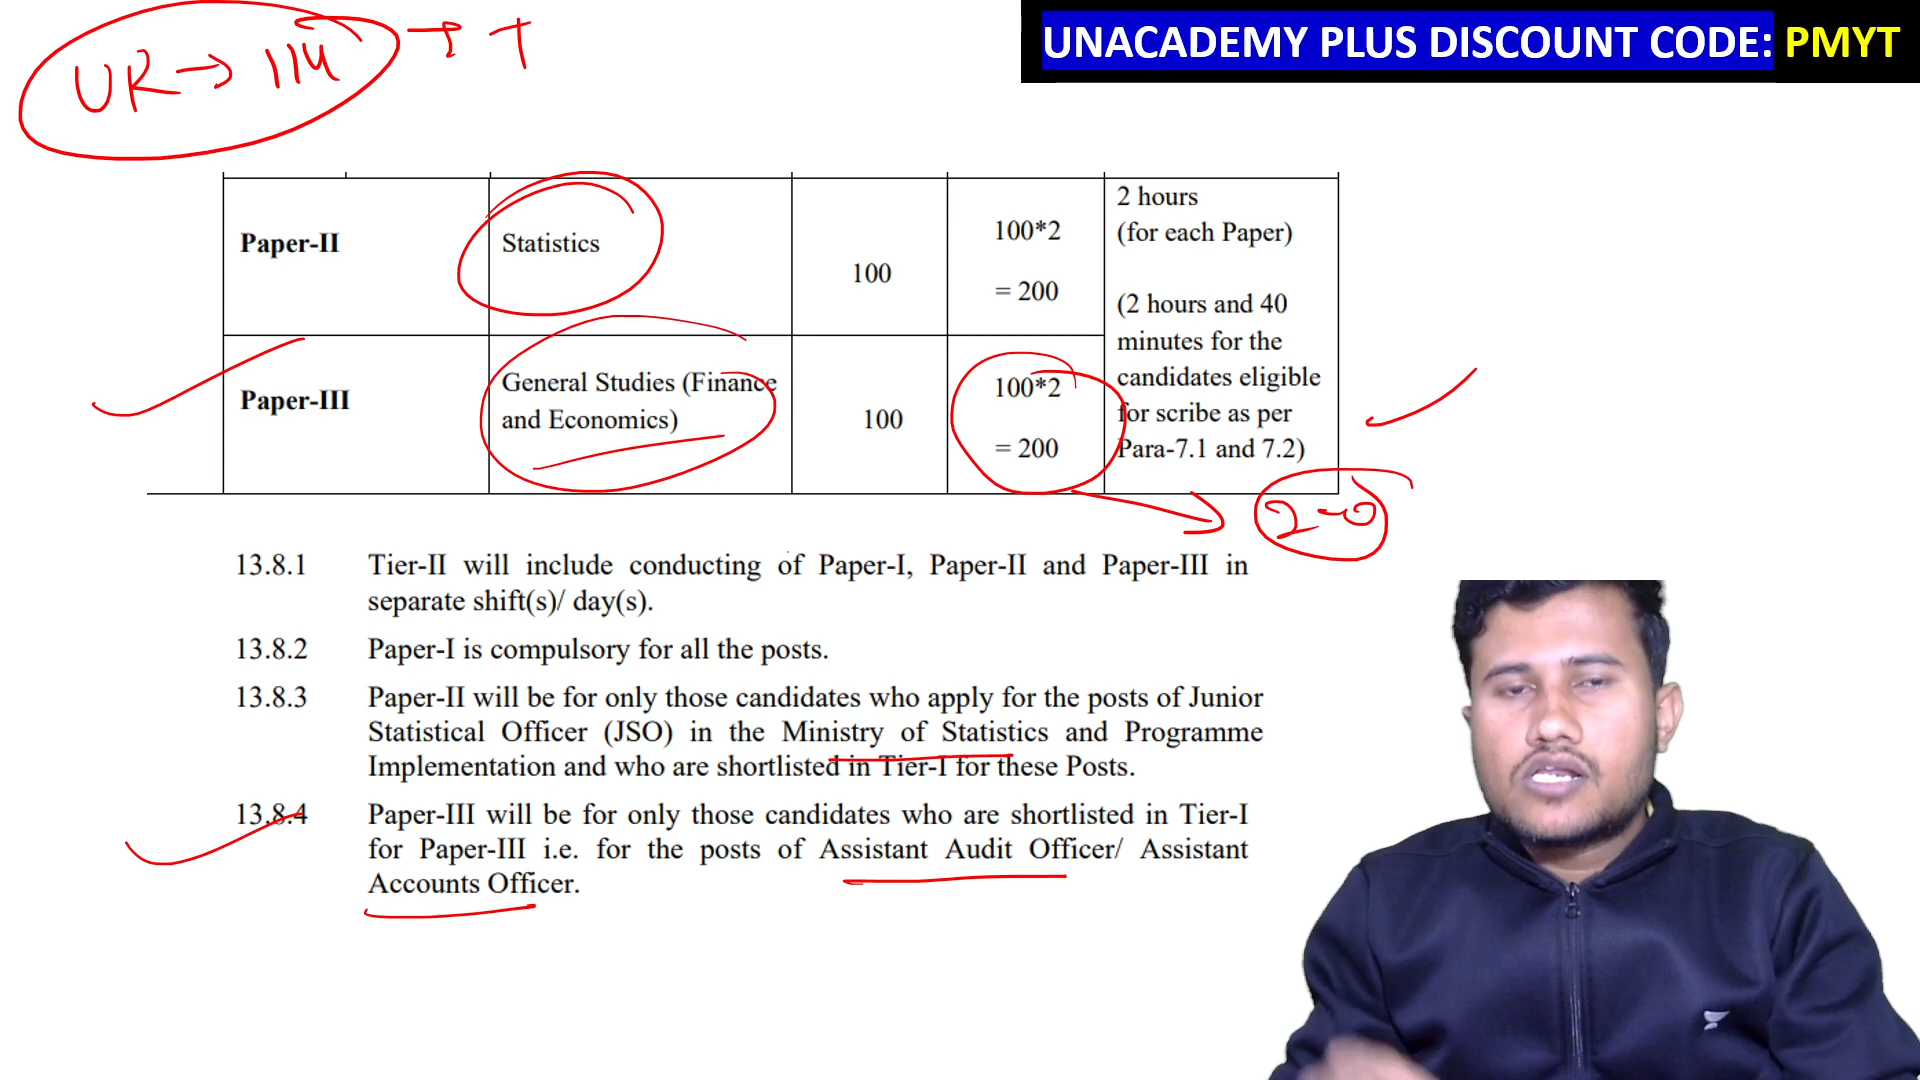 UNACADEMY PLUS DISCOUNT CODE: PMYT
UR → 114
Paper-II
Statistics
100
100*2
= 200
2 hours
(for each Paper)
(2 hours and 40
minutes for the
candidates eligible
for scribe as per
Para-7.1 and 7.2)
Paper-III
General Studies (Finance
and Economics)
100
100*2
= 200
13.8.1 Tier-II will include conducting of Paper-I, Paper-II and Paper-III in
separate shift(s)/ day(s).
13.8.2 Paper-I is compulsory for all the posts.
13.8.3 Paper-II will be for only those candidates who apply for the posts of Junior
Statistical Officer (JSO) in the Ministry of Statistics and Programme
Implementation and who are shortlisted in Tier-I for these Posts.
13.8.4 Paper-III will be for only those candidates who are shortlisted in Tier-I
for Paper-III i.e. for the posts of Assistant Audit Officer/ Assistant
Accounts Officer.